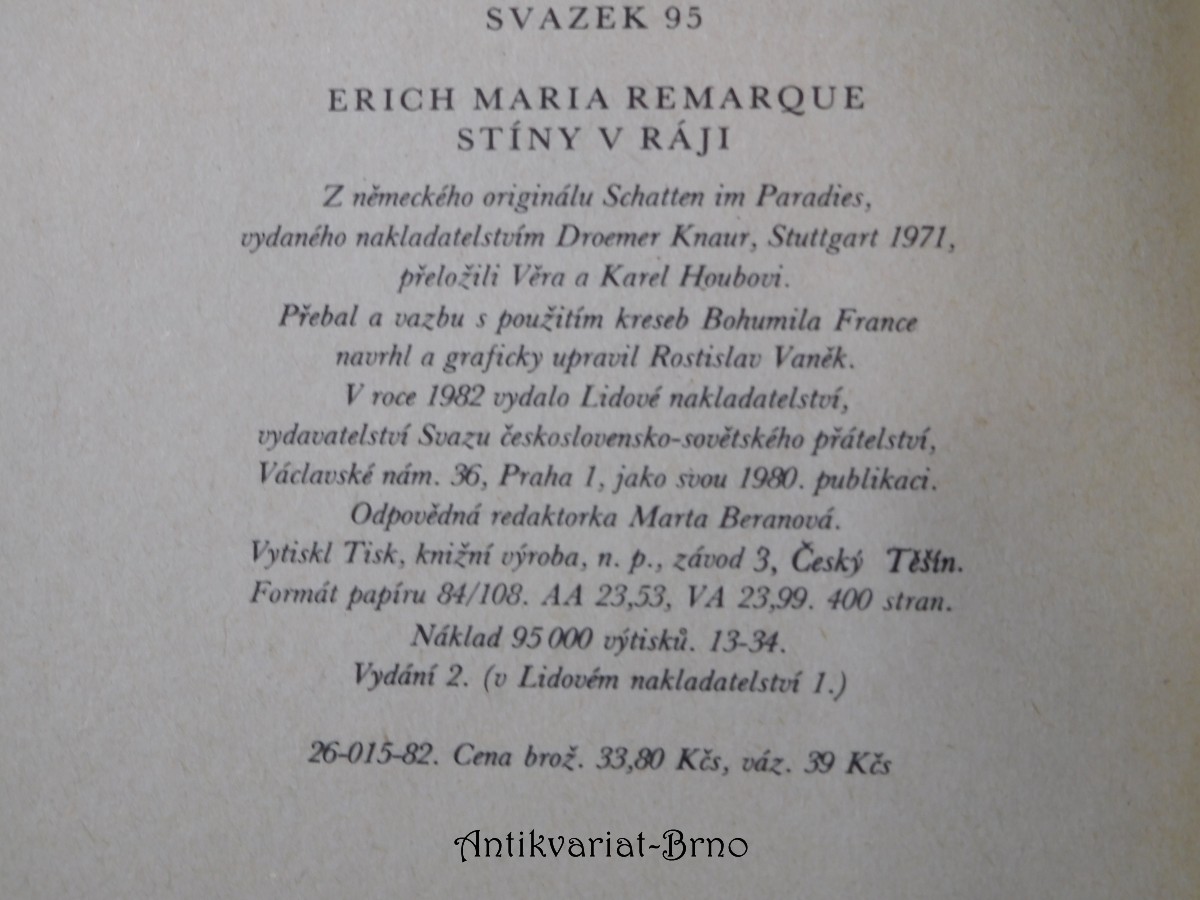 SVAZEK 95
ERICH MARIA REMARQUE
STÍNY V RÁJI
Z německého originálu Schatten im Paradies,
vydaného nakladatelstvím Droemer Knaur, Stuttgart 1971,
přeložili Věra a Karel Houbovi.
Přebal a vazbu s použitím kreseb Bohumila France
navrhl a graficky upravil Rostislav Vaněk.
V roce 1982 vydalo Lidové nakladatelství,
vydavatelství Svazu československo-sovětského přátelství,
Václavské nám. 36, Praha 1, jako svou 1980. publikaci.
Odpovědná redaktorka Marta Beranová.
Vytiskl Tisk, knižní výroba, n. p., závod 3, Český Těšín.
Formát papíru 84/108. AA 23,53, VA 23,99. 400 stran.
Náklad 95 000 výtisků. 13-34.
Vydání 2. (v Lidovém nakladatelství 1.)
26-015-82. Cena brož. 33,80 Kčs, váz. 39 Kčs
Antikvariat-Brno